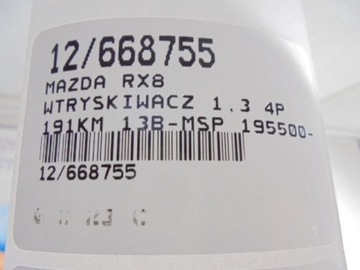 12/668755
MAZDA RX8
WTRYSKIWACZ 1.3 4P
191KM 13B-MSP 195500-
12/668755